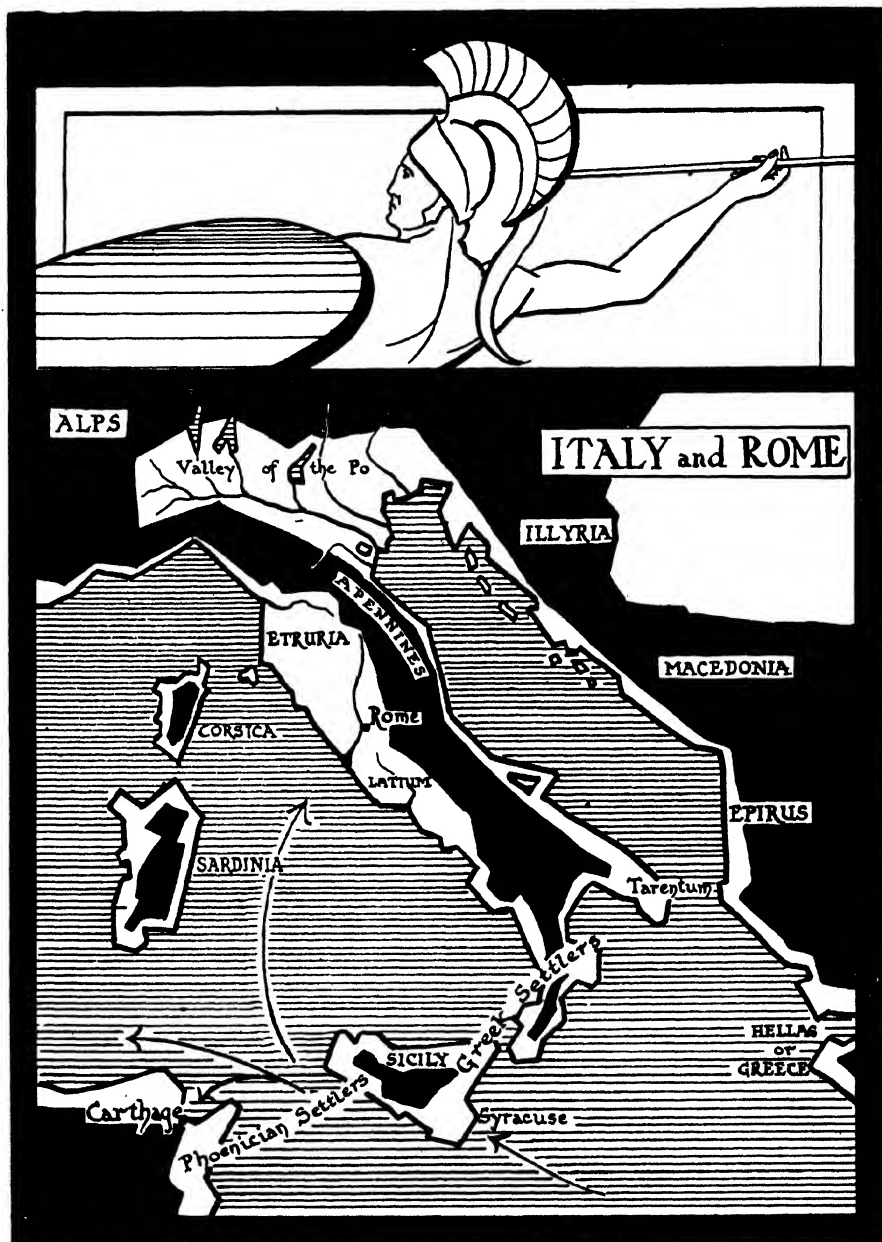 ALPS
ITALY and ROME
Valley of the Po
ILLYRIA
APENNINES
ETRURIA
MACEDONIA
Rome
CORSICA
LATIUM
EPIRUS
SARDINIA
Tarentum
Greek Settlers
HELLAS
or
GREECE
SICILY
Carthage
Phoenician Settlers
Syracuse